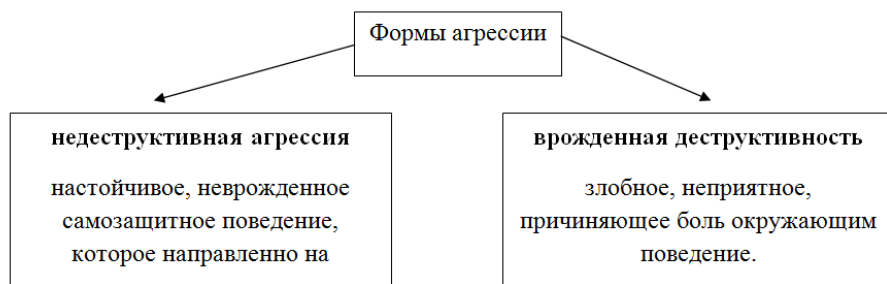 Формы агрессии
недеструктивная агрессия
настойчивое, неврожденное
самозащитное поведение,
которое направленно на
врожденная деструктивность
злобное, неприятное,
причиняющее боль окружающим
поведение.